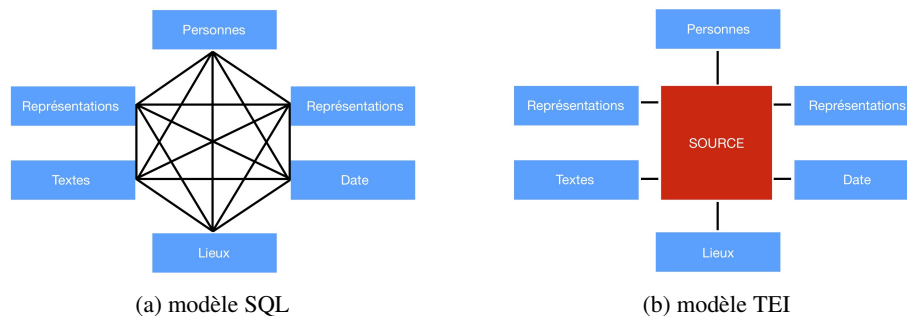 Personnes
Représentations
Représentations
Textes
Date
Lieux
(a) modèle SQL
Personnes
Représentations
Représentations
SOURCE
Textes
Date
Lieux
(b) modèle TEI